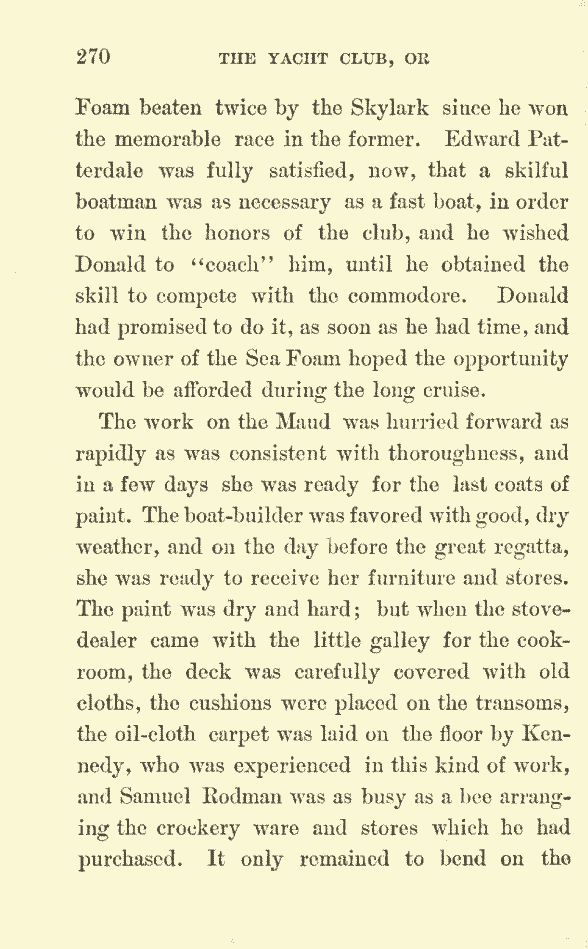 270 THE YACHT CLUB, OR
Foam beaten twice by the Skylark since he won
the memorable race in the former. Edward Pat-
terdale was fully satisfied, now, that a skilful
boatman was as necessary as a fast boat, in order
to win the honors of the club, and he wished
Donald to "coach" him, until he obtained the
skill to compete with the commodore. Donald
had promised to do it, as soon as he had time, and
the owner of the Sea Foam hoped the opportunity
would be afforded during the long cruise.
The work on the Maud was hurried forward as
rapidly as was consistent with thoroughness, and
in a few days she was ready for the last coats of
paint. The boat-builder was favored with good, dry
weather, and on the day before the great regatta,
she was ready to receive her furniture and stores.
The paint was dry and hard; but when the stove-
dealer came with the little galley for the cook-
room, the deck was carefully covered with old
cloths, the cushions were placed on the transoms,
the oil-cloth carpet was laid on the floor by Ken-
nedy, who was experienced in this kind of work,
and Samuel Rodman was as busy as a bee arrang-
ing the crockery ware and stores which he had
purchased. It only remained to bend on the